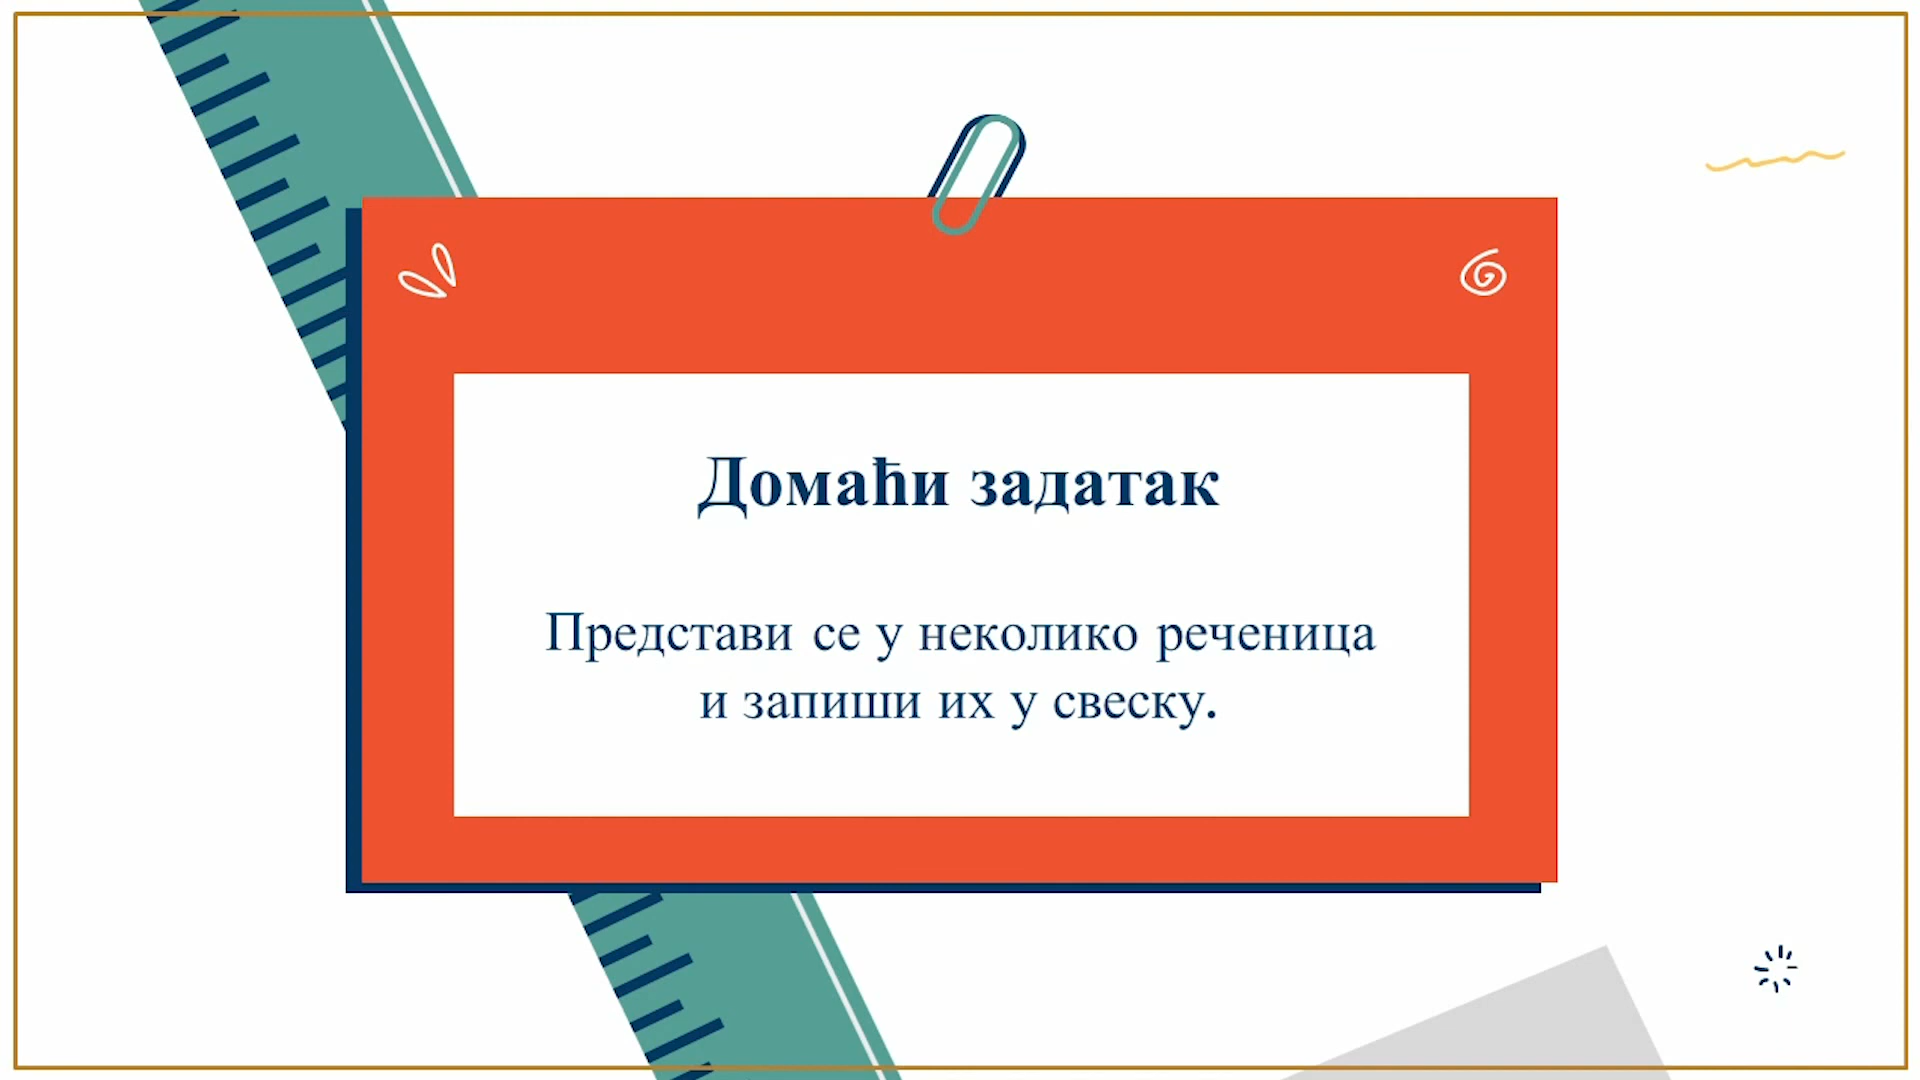 Домаћи задатак
Представи се у неколико реченица
и запиши их у свеску.